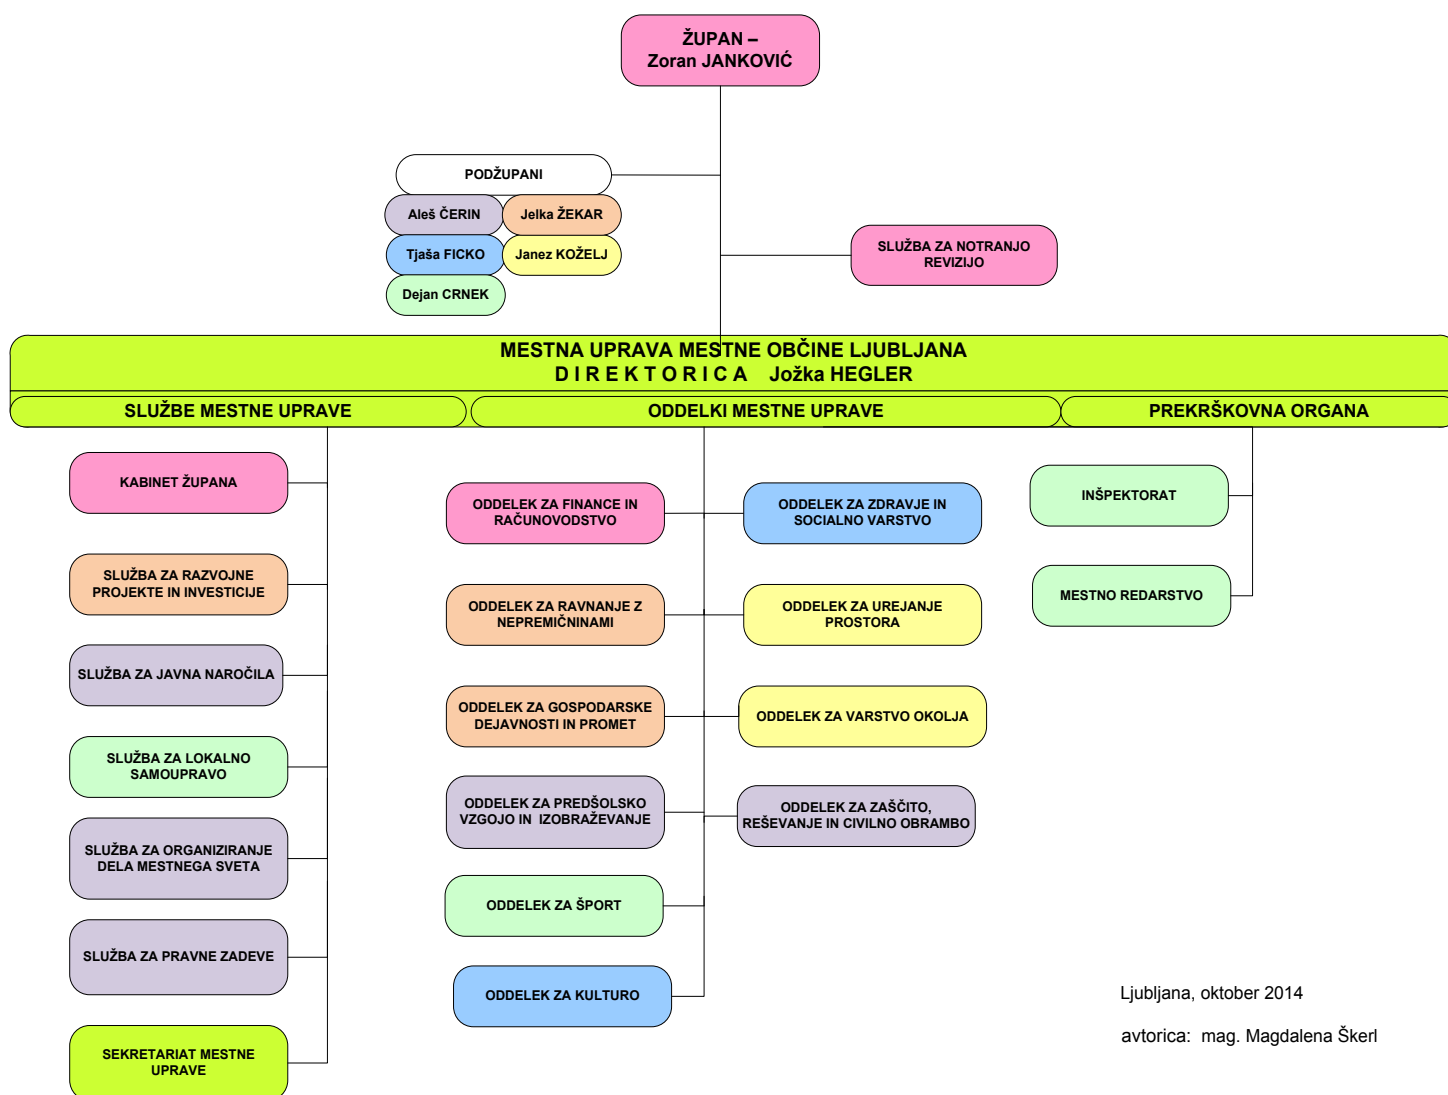 ŽUPAN –
Zoran JANKOVIĆ
PODŽUPANI
Aleš ČERIN
Jelka ŽEKAR
Tjaša FICKO
Janez KOŽELJ
Dejan CRNEK
SLUŽBA ZA NOTRANJO
REVIZIJO
MESTNA UPRAVA MESTNE OBČINE LJUBLJANA
D I R E K T O R I C A Jožka HEGLER
SLUŽBE MESTNE UPRAVE
ODDELKI MESTNE UPRAVE
PREKRŠKOVNA ORGANA
KABINET ŽUPANA
SLUŽBA ZA RAZVOJNE
PROJEKTE IN INVESTICIJE
SLUŽBA ZA JAVNA NAROČILA
SLUŽBA ZA LOKALNO
SAMOUPRAVO
SLUŽBA ZA ORGANIZIRANJE
DELA MESTNEGA SVETA
SLUŽBA ZA PRAVNE ZADEVE
SEKRETARIAT MESTNE
UPRAVE
ODDELEK ZA FINANCE IN
RAČUNOVODSTVO
ODDELEK ZA RAVNANJE Z
NEPREMIČNINAMI
ODDELEK ZA GOSPODARSKE
DEJAVNOSTI IN PROMET
ODDELEK ZA PREDŠOLSKO
VZGOJO IN IZOBRAŽEVANJE
ODDELEK ZA ŠPORT
ODDELEK ZA KULTURO
ODDELEK ZA ZDRAVJE IN
SOCIALNO VARSTVO
ODDELEK ZA UREJANJE
PROSTORA
ODDELEK ZA VARSTVO OKOLJA
ODDELEK ZA ZAŠČITO,
REŠEVANJE IN CIVILNO OBRAMBO
INŠPEKTORAT
MESTNO REDARSTVO
Ljubljana, oktober 2014
avtorica: mag. Magdalena Škerl